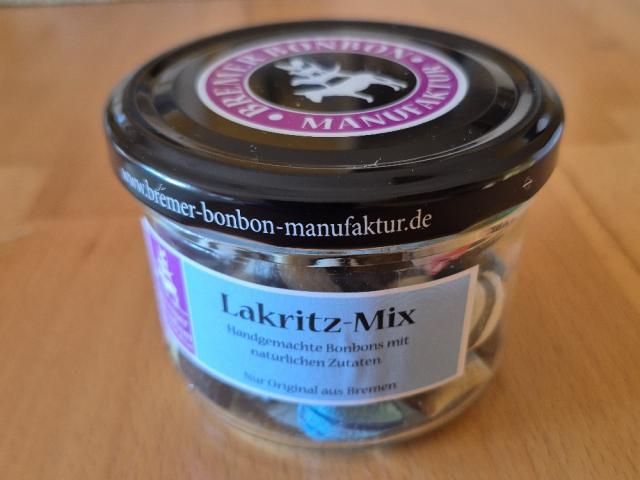 BREMER BONBON
MANUFAKTUR
www.bremer-bonbon-manufaktur.de
Lakritz-Mix
Handgemachte Bonbons mit
natürlichen Zutaten
Nur Original aus Bremen